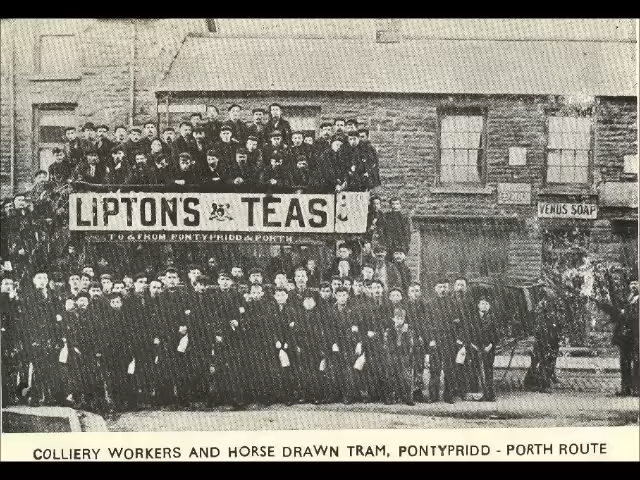 LIPTON'S TEAS
TO & FROM PONTYPRIDD & PORTH
VENUS SOAP
COLLIERY WORKERS AND HORSE DRAWN TRAM, PONTYPRIDD - PORTH ROUTE